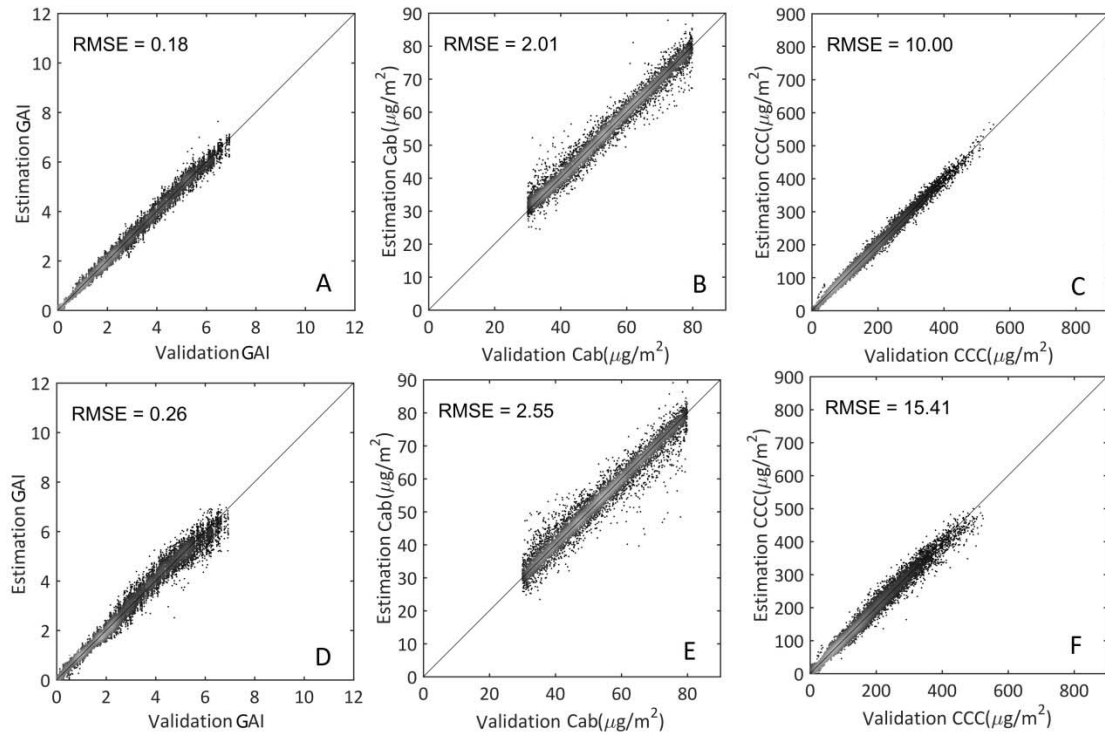 12
10
8
6
4
2
0
Estimation GAI
RMSE = 0.18
A
0 2 4 6 8 10 12
Validation GAI
90
80
70
60
50
40
30
20
10
Estimation Cab(μg/m²)
RMSE = 2.01
B
0 20 40 60 80
Validation Cab(μg/m²)
900
800
700
600
500
400
300
200
100
0
Estimation CCC(μg/m²)
RMSE = 10.00
C
0 200 400 600 800
Validation CCC(μg/m²)
12
10
8
6
4
2
0
Estimation GAI
RMSE = 0.26
D
0 2 4 6 8 10 12
Validation GAI
90
80
70
60
50
40
30
20
10
Estimation Cab(μg/m²)
RMSE = 2.55
E
0 20 40 60 80
Validation Cab(μg/m²)
900
800
700
600
500
400
300
200
100
0
Estimation CCC(μg/m²)
RMSE = 15.41
F
0 200 400 600 800
Validation CCC(μg/m²)